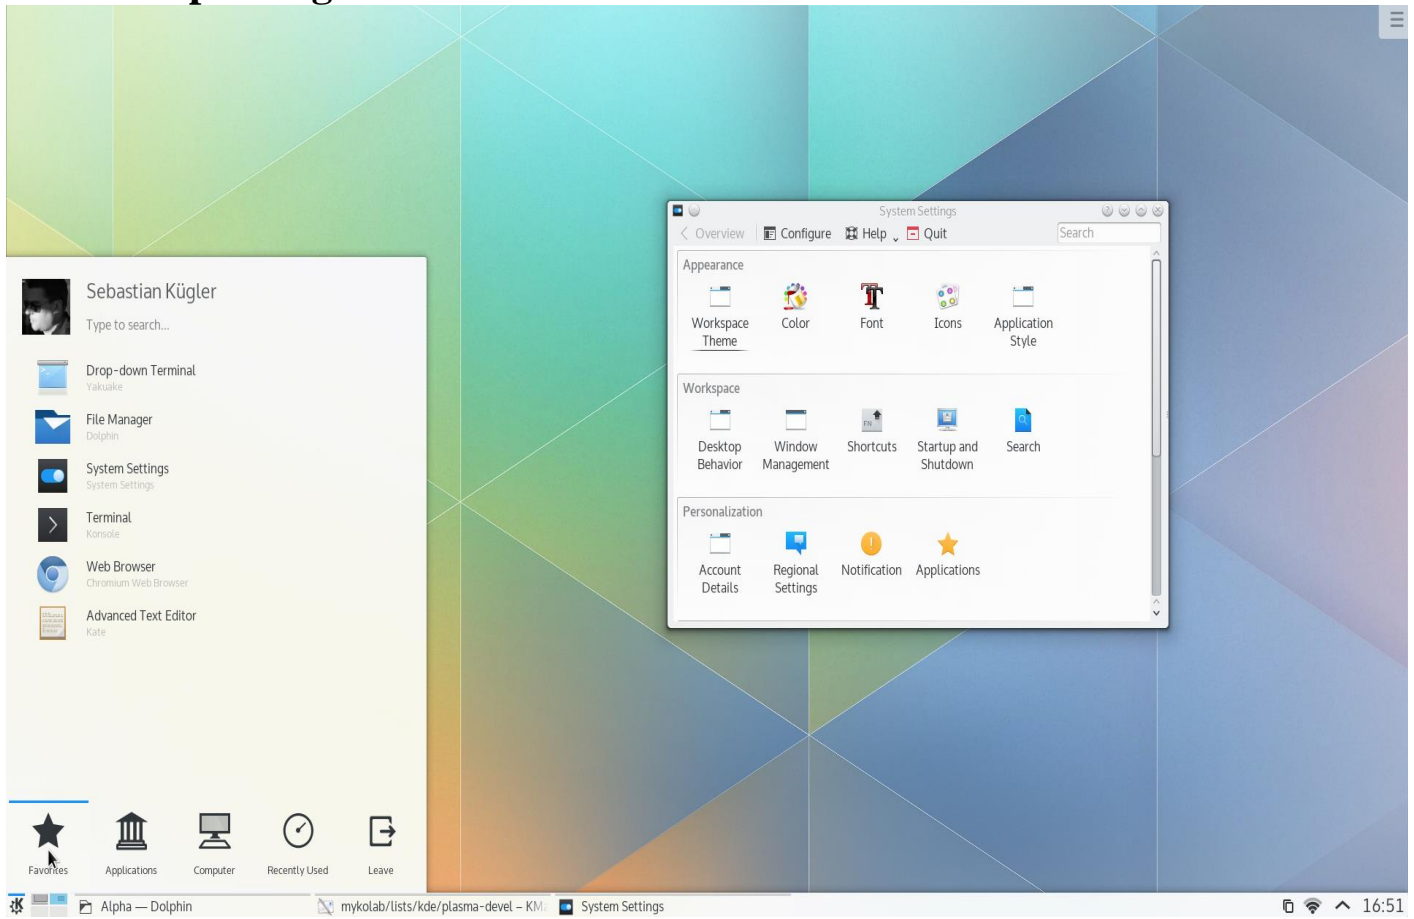 Sebastian Kügler
Type to search...
Drop-down Terminal
Yakuake
File Manager
Dolphin
System Settings
System Settings
Terminal
Konsole
Web Browser
Chromium Web Browser
Advanced Text Editor
Kate
Favorites
Applications
Computer
Recently Used
Leave
System Settings
Overview
Configure
Help
Quit
Search
Appearance
Workspace
Theme
Color
Font
Icons
Application
Style
Workspace
Desktop
Behavior
Window
Management
FN
Shortcuts
Startup and
Shutdown
Search
Personalization
Account
Details
Regional
Settings
Notification
Applications
Alpha — Dolphin
mykolab/lists/kde/plasma-devel – KM
System Settings
16:51